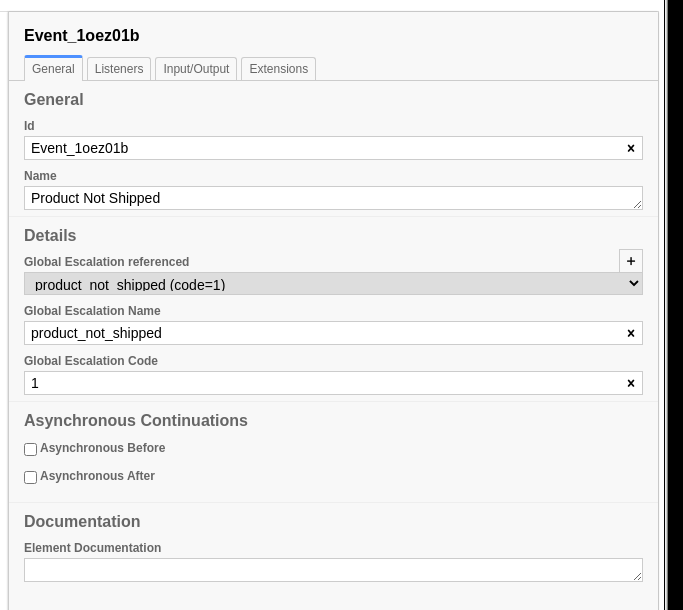 Event_1oez01b
General Listeners Input/Output Extensions
General
Id
Event_1oez01b ×
Name
Product Not Shipped
Details
Global Escalation referenced +
product_not_shipped (code=1)
Global Escalation Name
product_not_shipped ×
Global Escalation Code
1 ×
Asynchronous Continuations
Asynchronous Before
Asynchronous After
Documentation
Element Documentation